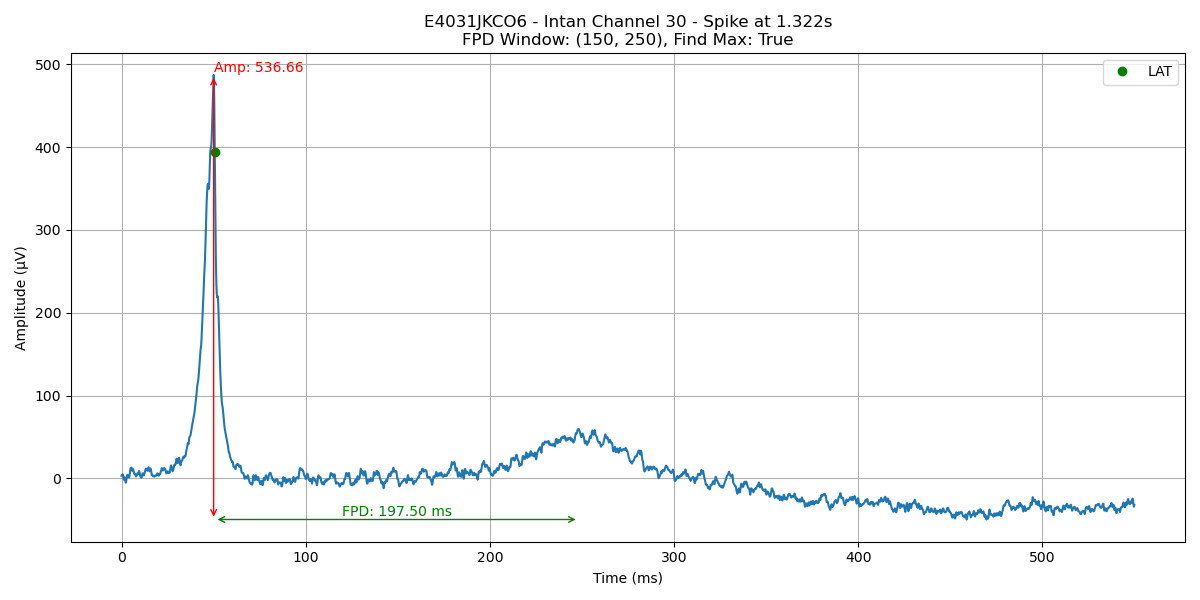 E4031JKCO6 - Intan Channel 30 - Spike at 1.322s
FPD Window: (150, 250), Find Max: True
Amp: 536.66
LAT
500
400
300
200
100
0
Amplitude (µV)
FPD: 197.50 ms
0 100 200 300 400 500
Time (ms)